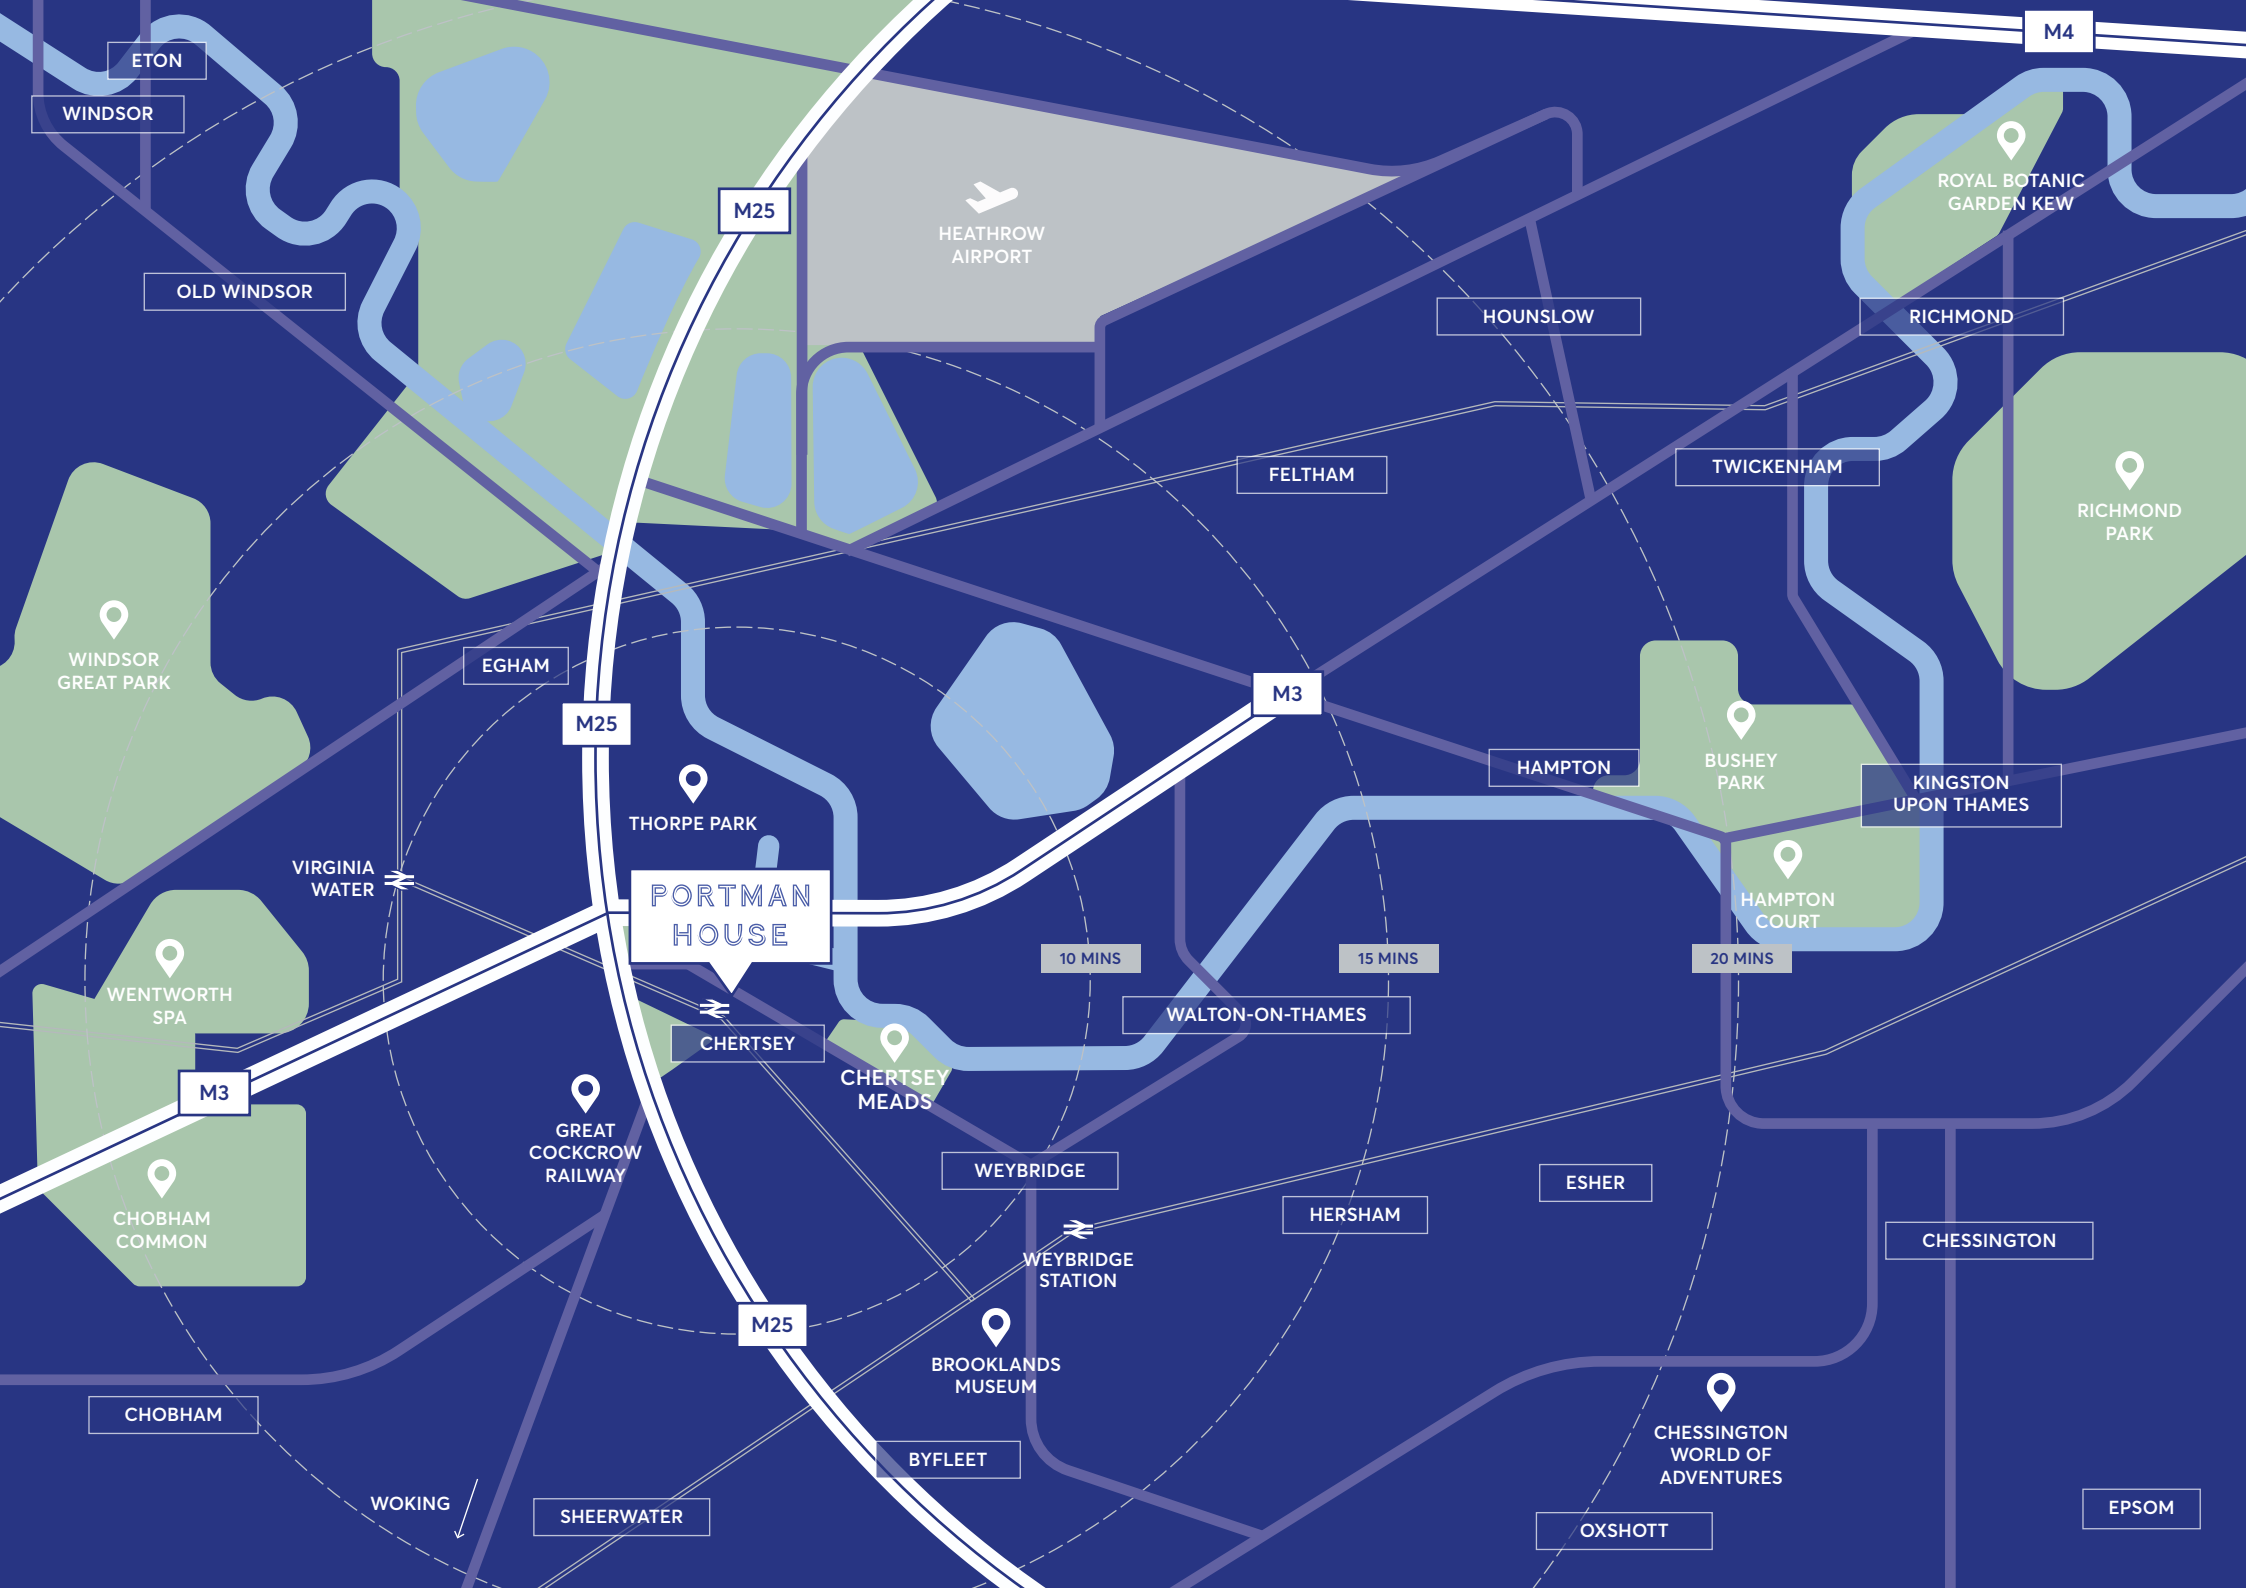 M4
ETON
WINDSOR
ROYAL BOTANIC
GARDEN KEW
M25
HEATHROW
AIRPORT
OLD WINDSOR
HOUNSLOW
RICHMOND
FELTHAM
TWICKENHAM
RICHMOND
PARK
WINDSOR
GREAT PARK
EGHAM
M3
M25
BUSHEY
PARK
HAMPTON
KINGSTON
UPON THAMES
THORPE PARK
VIRGINIA
WATER
PORTMAN
HOUSE
HAMPTON
COURT
10 MINS
15 MINS
20 MINS
WENTWORTH
SPA
WALTON-ON-THAMES
CHERTSEY
CHERTSEY
MEADS
M3
GREAT
COCKCROW
RAILWAY
WEYBRIDGE
ESHER
HERSHAM
CHOBHAM
COMMON
CHESSINGTON
WEYBRIDGE
STATION
M25
BROOKLANDS
MUSEUM
CHOBHAM
CHESSINGTON
WORLD OF
ADVENTURES
BYFLEET
WOKING
SHEERWATER
OXSHOTT
EPSOM